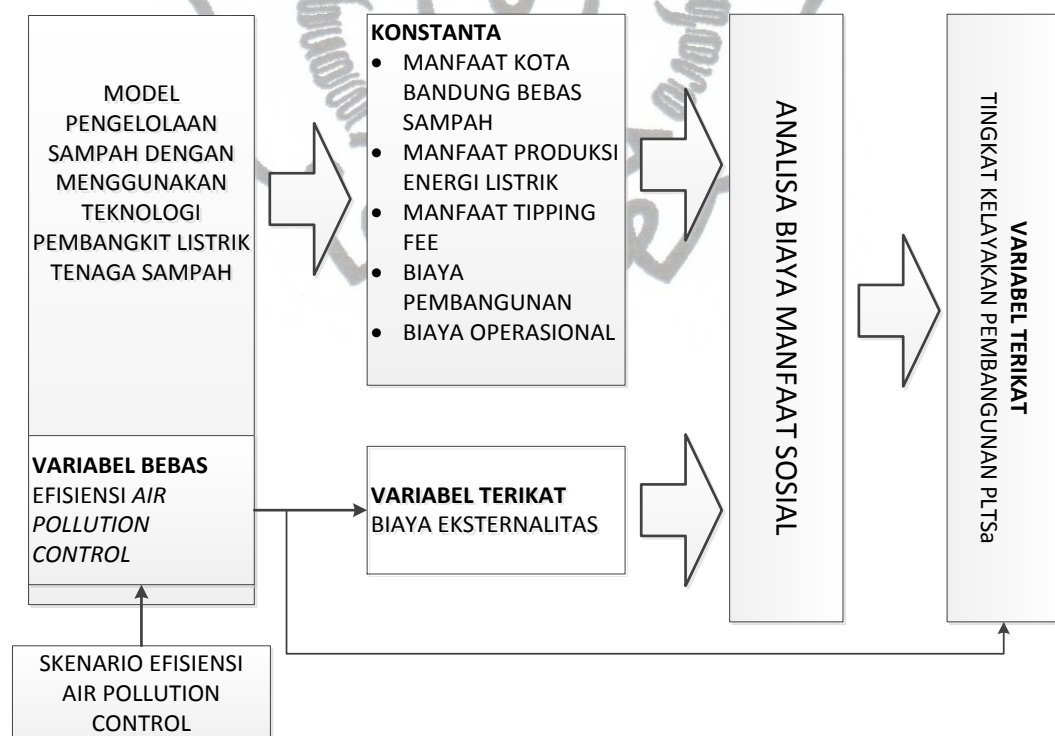 MODEL
PENGELOLAAN
SAMPAH DENGAN
MENGGUNAKAN
TEKNOLOGI
PEMBANGKIT LISTRIK
TENAGA SAMPAH
VARIABEL BEBAS
EFISIENSI AIR
POLLUTION
CONTROL
SKENARIO EFISIENSI
AIR POLLUTION
CONTROL
KONSTANTA
• MANFAAT KOTA
BANDUNG BEBAS
SAMPAH
• MANFAAT PRODUKSI
ENERGI LISTRIK
• MANFAAT TIPPING
FEE
• BIAYA
PEMBANGUNAN
• BIAYA OPERASIONAL
VARIABEL TERIKAT
BIAYA EKSTERNALITAS
ANALISA BIAYA MANFAAT SOSIAL
VARIABEL TERIKAT
TINGKAT KELAYAKAN PEMBANGUNAN PLTSa